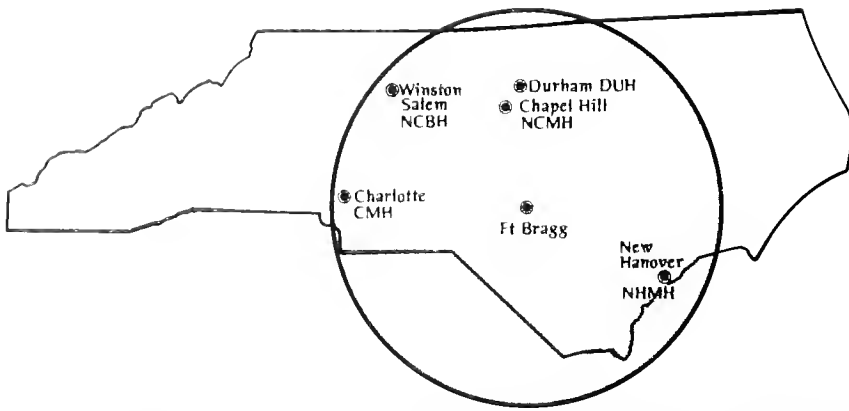 Winston
Salem
NCBH
Durham DUH
Chapel Hill
NCMH
Charlotte
CMH
Ft Bragg
New
Hanover
NHMH